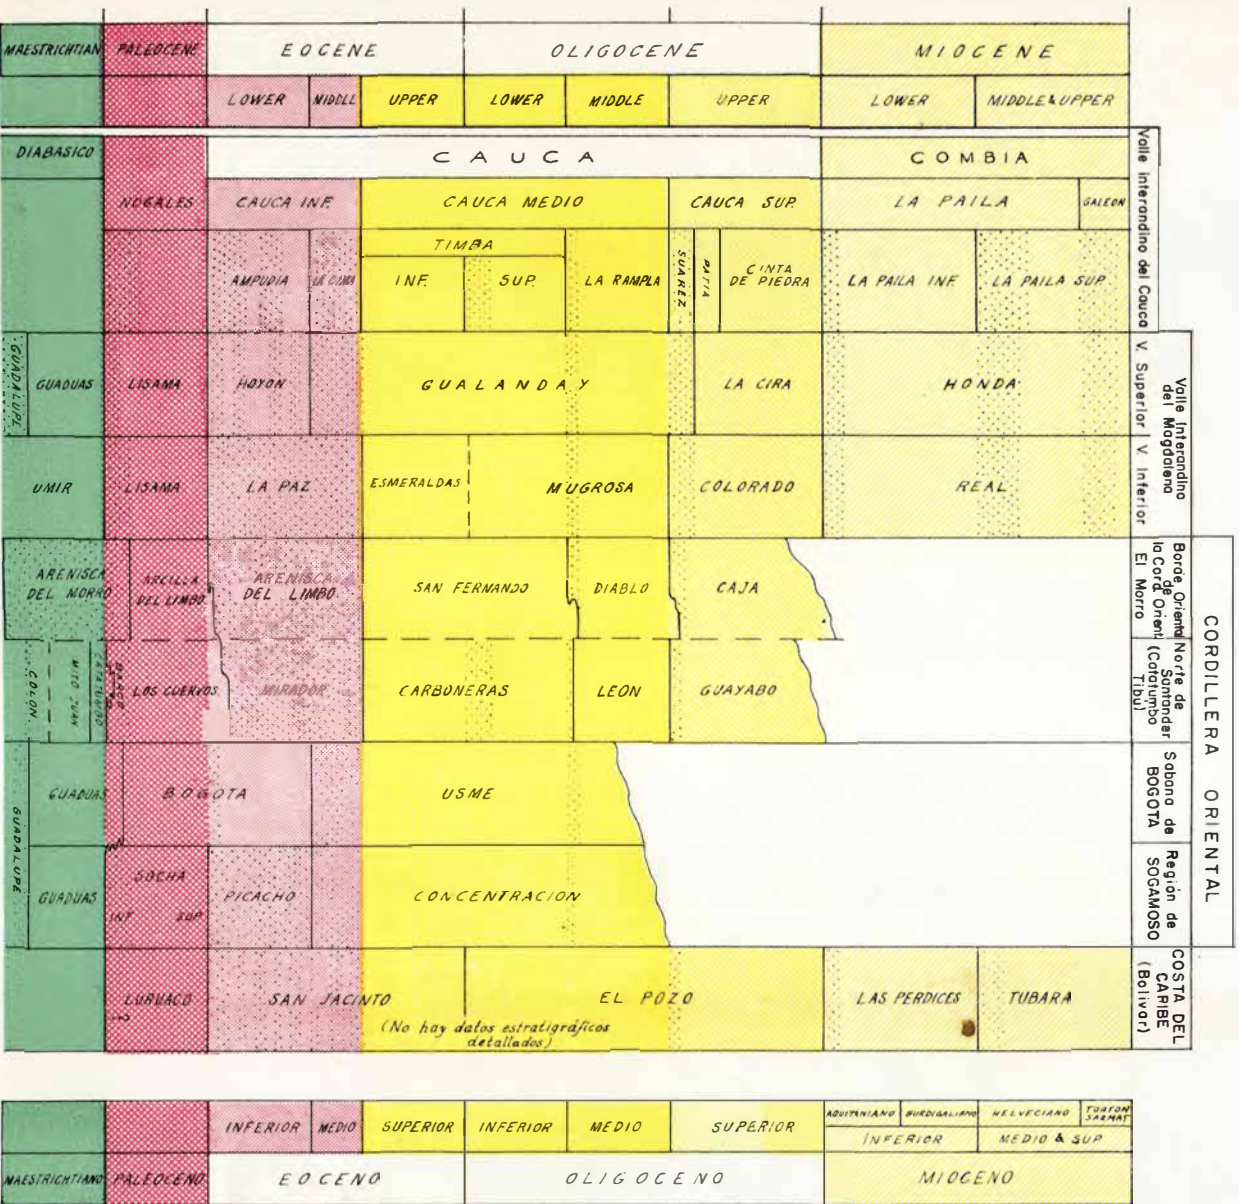 MAESTRICHTIAN PALEOCENE EOCENE OLIGOCENE MIOCENE
LOWER MIDDLE UPPER LOWER MIDDLE UPPER LOWER MIDDLE & UPPER
DIABASICO CAUCA COMBIA
NOGALES CAUCA INF. CAUCA MEDIO CAUCA SUP. LA PAILA GALEON
TIMBA
AMPUDIA LA CIMA INF. SUP. LA RAMPLA SUAREZ PATIA CINTA
DE PIEDRA LA PAILA INF. LA PAILA SUP.
Valle interandino del Cauca
GUADALUPE GUADUAS LISAMA HOYON GUALANDAY LA CIRA HONDA
V. Superior
UMIR LISAMA LA PAZ ESMERALDAS MUGROSA COLORADO REAL
V. Inferior
Valle Interandino
del Magdalena
ARENISCA
DEL MORRO
ARCILLA
DEL LIMBO
ARENISCA
DEL LIMBO
SAN FERNANDO DIABLO CAJA
Borde Oriental
de
la Cord. Orient.
El Morro
COLON MITO JUAN CATATUMBO BARCO LOS CUERVOS MIRADOR CARBONERAS LEON GUAYABO
Norte de
Santander
(Catatumbo
Tibu)
GUADALUPE GUADUAS BOGOTA USME
Sabana de
BOGOTA
GUADUAS SOCHA
INF SUP PICACHO CONCENTRACION
Región de
SOGAMOSO
CORDILLERA ORIENTAL
LURUACO
? SAN JACINTO EL POZO LAS PERDICES TUBARA
(No hay datos estratigráficos
detallados)
COSTA DEL
CARIBE
(Bolivar)
AQUITANIANO BURDIGALIANO HELVECIANO TORTON
SARMAT
INFERIOR MEDIO SUPERIOR INFERIOR MEDIO SUPERIOR INFERIOR MEDIO & SUP
MAESTRICHTIANO PALEOCENO EOCENO OLIGOCENO MIOCENO